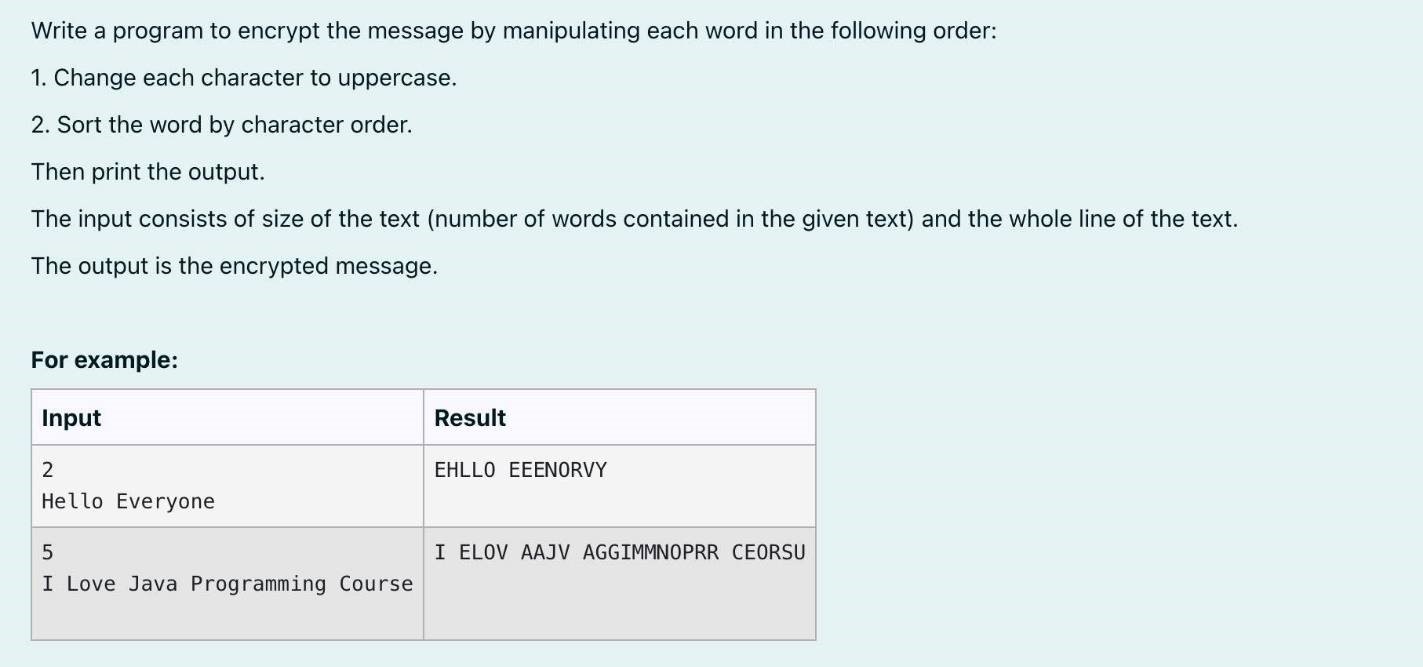 Write a program to encrypt the message by manipulating each word in the following order:
1. Change each character to uppercase.
2. Sort the word by character order.
Then print the output.
The input consists of size of the text (number of words contained in the given text) and the whole line of the text.
The output is the encrypted message.
For example:
Input Result
2 EHLLO EEENORVY
Hello Everyone
5 I ELOV AAJV AGGIMMNOPRR CEORSU
I Love Java Programming Course